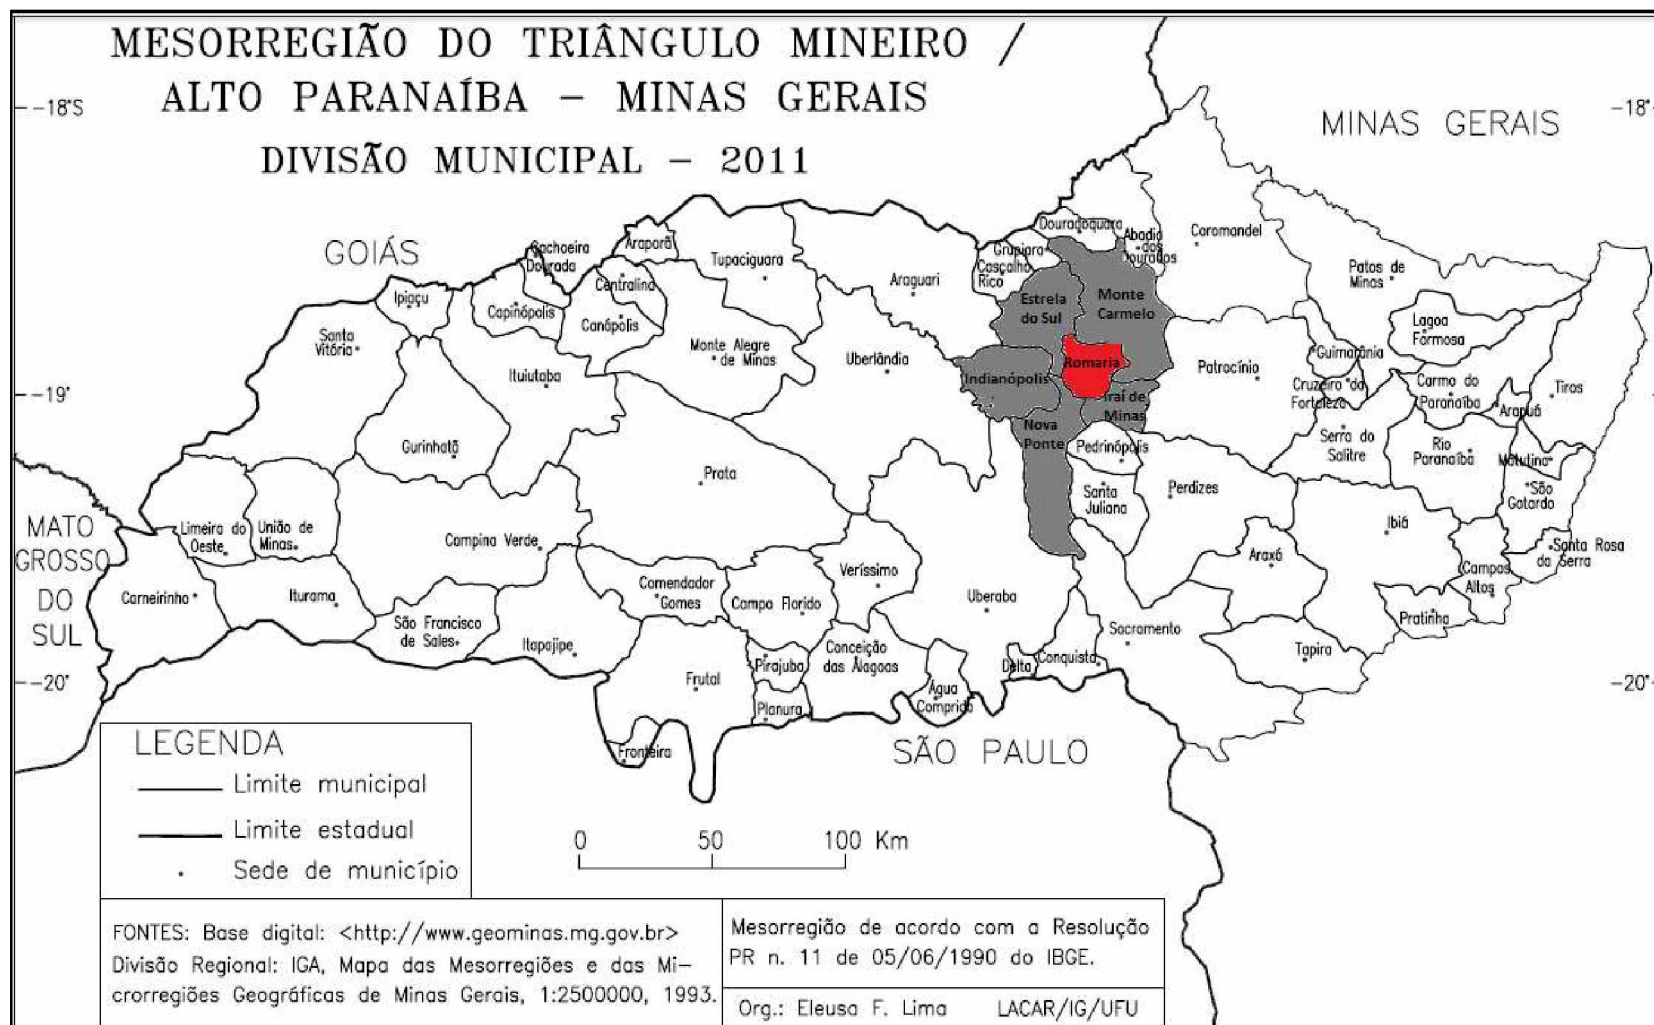 MESORREGIÃO DO TRIÂNGULO MINEIRO /
ALTO PARANAÍBA – MINAS GERAIS
DIVISÃO MUNICIPAL – 2011
-18°S
-18°
MINAS GERAIS
GOIÁS
Douradoquara
Abadia
dos
Dourados
Coromandel
Araporã
Cachoeira
Dourada
Tupaciguara
Grupiara
Cascalho
Rico
Patos de
Minas
Centralina
Araguari
Ipiaçu
Capinópolis
Canápolis
Estrela
do Sul
Monte
Carmelo
Lagoa
Formosa
Santa
Vitória
Monte Alegre
de Minas
Uberlândia
Romaria
Guimarânia
Ituiutaba
Indianópolis
Patrocínio
Cruzeiro da
Fortaleza
Carmo do
Paranaíba
Tiros
-19°
Iraí de
Minas
Arapuá
Gurinhatã
Nova
Ponte
Pedrinópolis
Serra do
Salitre
Rio
Paranaíba
Matutina
Prata
Santa
Juliana
Perdizes
São
Gotardo
MATO
GROSSO
DO
SUL
Limeira do
Oeste
União de
Minas
Campina Verde
Ibiá
Araxá
Santa Rosa
da Serra
Veríssimo
Campos
Altos
Carneirinho
Iturama
Comendador
Gomes
Campo Florido
Uberaba
Pratinha
São Francisco
de Sales
Itapajipe
Conceição
das Alagoas
Sacramento
Tapira
Pirajuba
Delta
Conquista
-20°
-20°
Frutal
Água
Comprida
Planura
Fronteira
SÃO PAULO
LEGENDA
Limite municipal
Limite estadual
Sede de município
0 50 100 Km
FONTES: Base digital: <http://www.geominas.mg.gov.br>
Divisão Regional: IGA, Mapa das Mesorregiões e das Mi-
crorregiões Geográficas de Minas Gerais, 1:2500000, 1993.
Mesorregião de acordo com a Resolução
PR n. 11 de 05/06/1990 do IBGE.
Org.: Eleusa F. Lima LACAR/IG/UFU